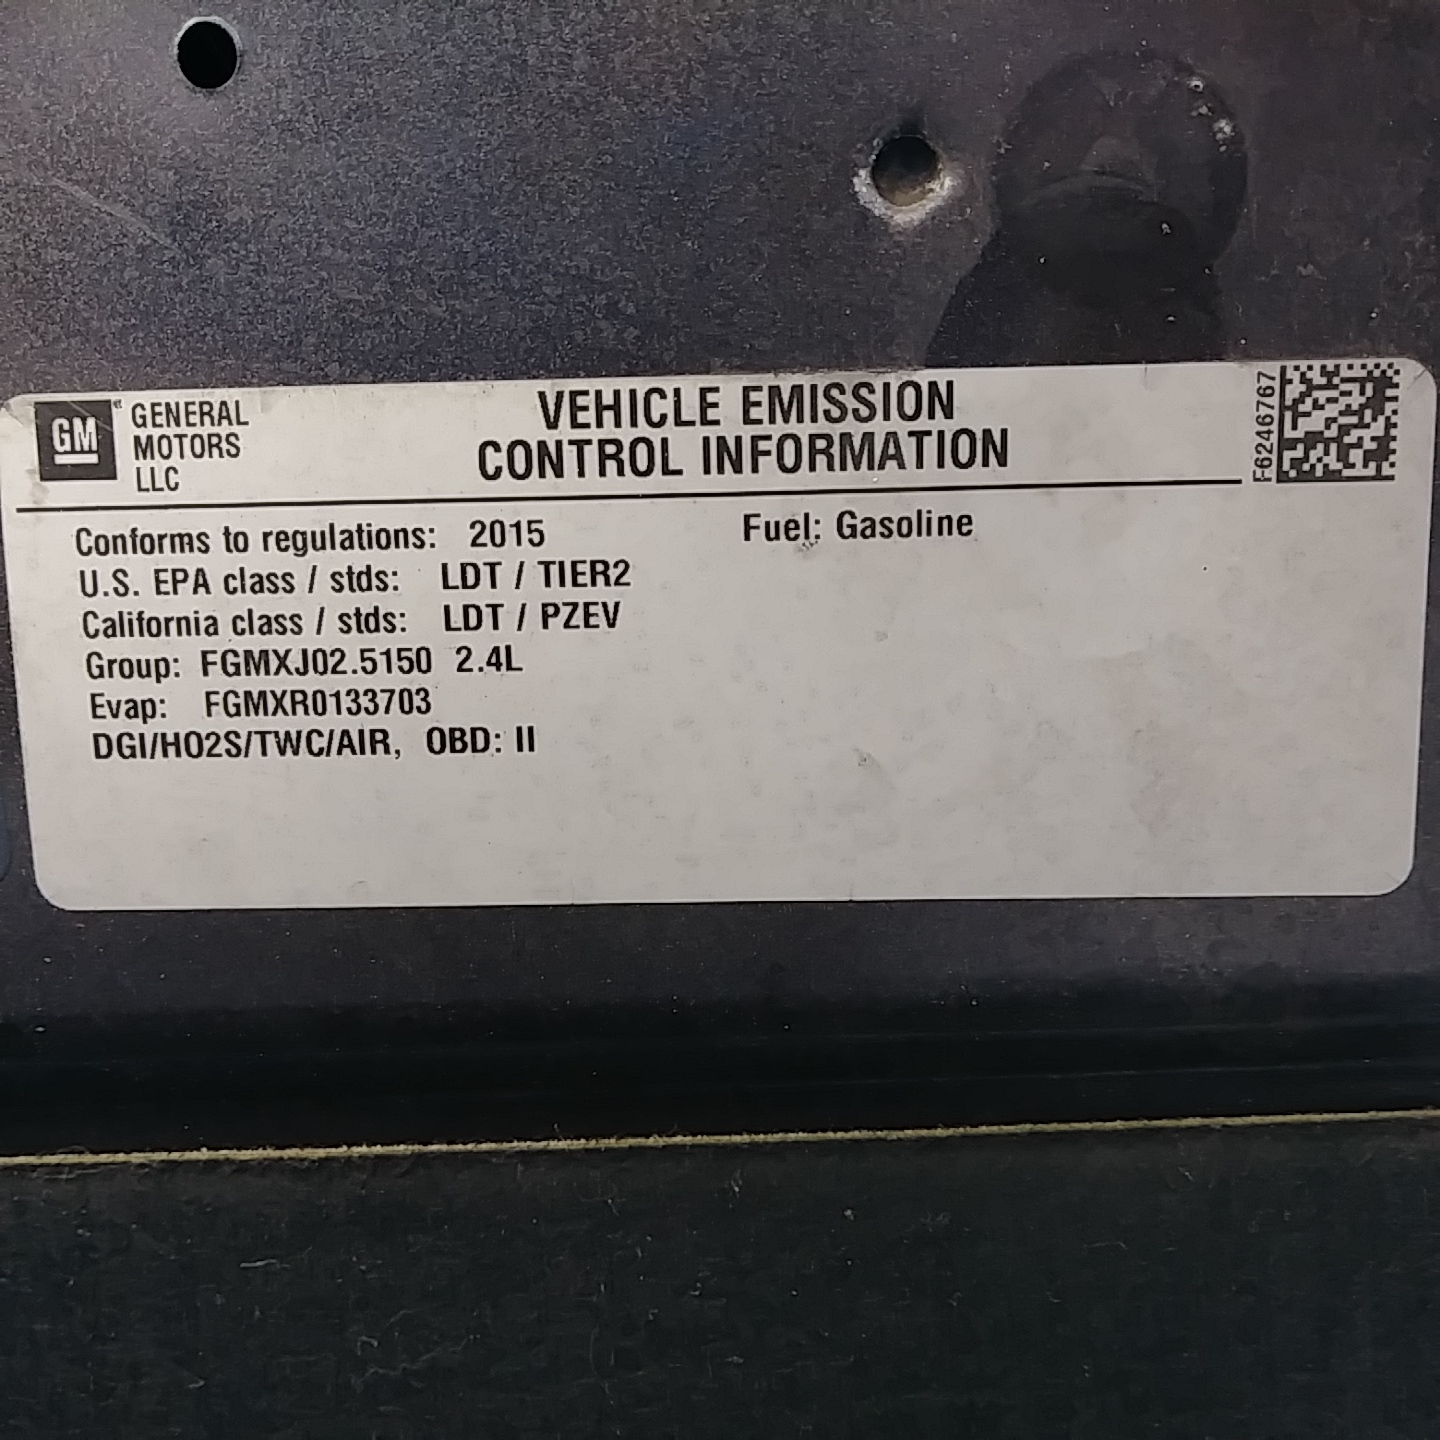 GM
GENERAL
MOTORS
LLC
VEHICLE EMISSION
CONTROL INFORMATION
F6246767
Conforms to regulations: 2015 Fuel: Gasoline
U.S. EPA class / stds: LDT / TIER2
California class / stds: LDT / PZEV
Group: FGMXJ02.5150 2.4L
Evap: FGMXR0133703
DGI/HO2S/TWC/AIR, OBD: II